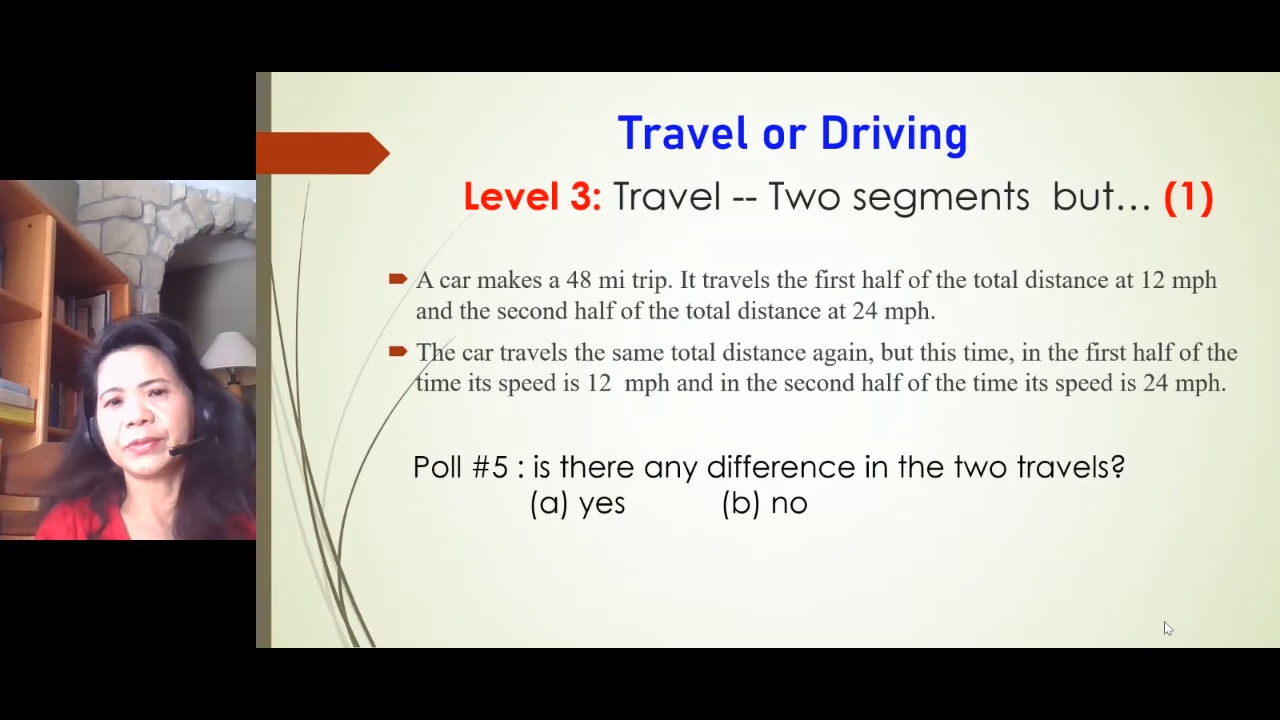 Travel or Driving
Level 3: Travel -- Two segments but... (1)
A car makes a 48 mi trip. It travels the first half of the total distance at 12 mph
and the second half of the total distance at 24 mph.
The car travels the same total distance again, but this time, in the first half of the
time its speed is 12 mph and in the second half of the time its speed is 24 mph.
Poll #5 : is there any difference in the two travels?
(a) yes (b) no